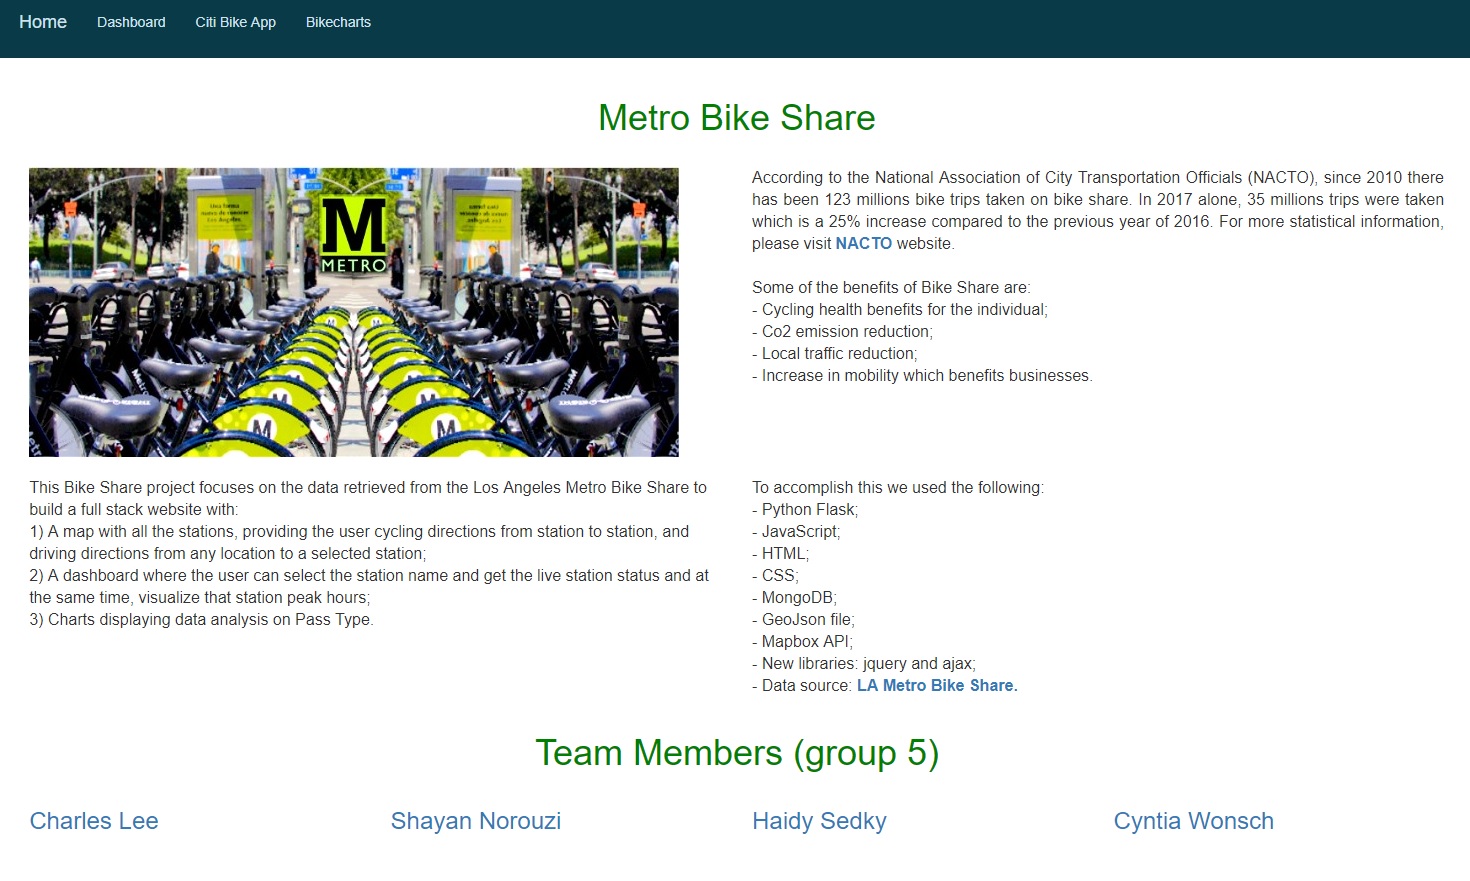 Home Dashboard Citi Bike App Bikecharts
Metro Bike Share
M
METRO
According to the National Association of City Transportation Officials (NACTO), since 2010 there
has been 123 millions bike trips taken on bike share. In 2017 alone, 35 millions trips were taken
which is a 25% increase compared to the previous year of 2016. For more statistical information,
please visit NACTO website.
Some of the benefits of Bike Share are:
- Cycling health benefits for the individual;
- Co2 emission reduction;
- Local traffic reduction;
- Increase in mobility which benefits businesses.
This Bike Share project focuses on the data retrieved from the Los Angeles Metro Bike Share to
build a full stack website with:
1) A map with all the stations, providing the user cycling directions from station to station, and
driving directions from any location to a selected station;
2) A dashboard where the user can select the station name and get the live station status and at
the same time, visualize that station peak hours;
3) Charts displaying data analysis on Pass Type.
To accomplish this we used the following:
- Python Flask;
- JavaScript;
- HTML;
- CSS;
- MongoDB;
- GeoJson file;
- Mapbox API;
- New libraries: jquery and ajax;
- Data source: LA Metro Bike Share.
Team Members (group 5)
Charles Lee Shayan Norouzi Haidy Sedky Cyntia Wonsch